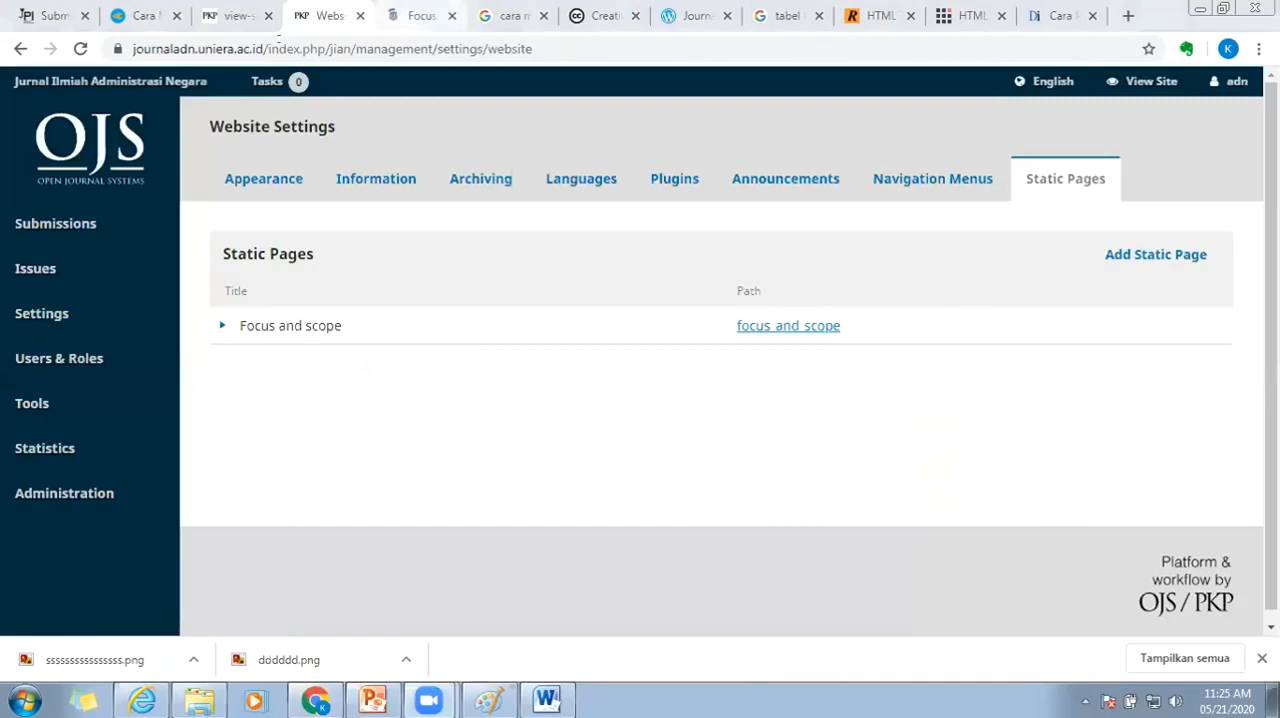 Subm
Cara M
PKP view-s
PKP Webs
Focus
cara m
Creati
Journa
tabel
HTML
HTML
Cara
journaladn.uniera.ac.id/index.php/jian/management/settings/website
K
Jurnal Ilmiah Administrasi Negara
Tasks 0
English
View Site
adn
OJS
OPEN JOURNAL SYSTEMS
Submissions
Issues
Settings
Users & Roles
Tools
Statistics
Administration
Website Settings
Appearance
Information
Archiving
Languages
Plugins
Announcements
Navigation Menus
Static Pages
Static Pages
Add Static Page
Title
Path
Focus and scope
focus_and_scope
Platform &
workflow by
OJS / PKP
sssssssssssssss.png
dddddd.png
Tampilkan semua
11:25 AM
05/21/2020